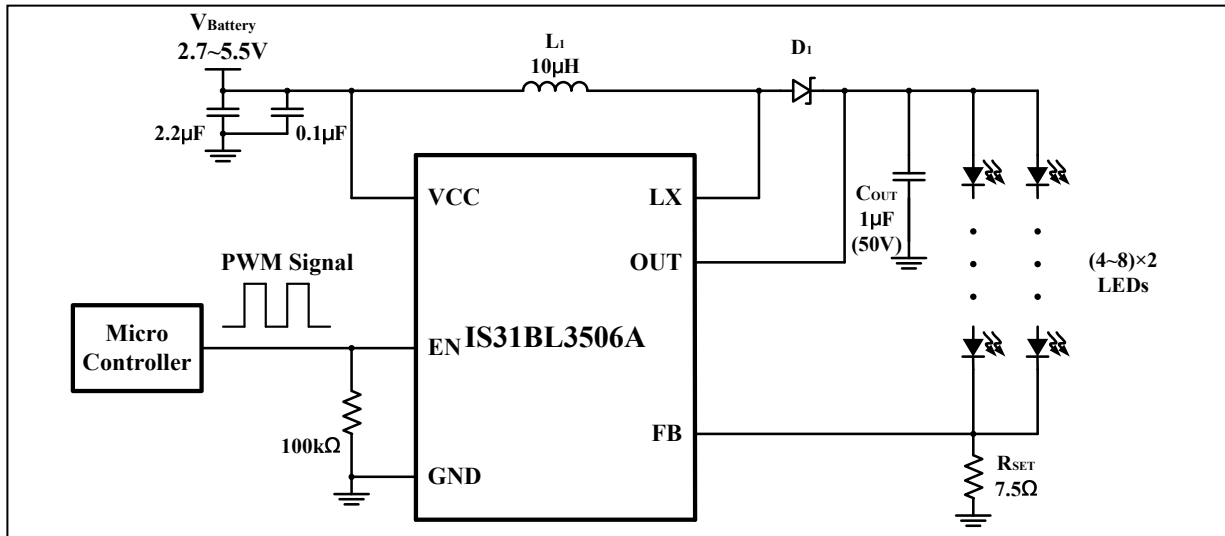 VBattery
2.7~5.5V
L1
10µH
D1
2.2µF
0.1µF
VCC
LX
COUT
1µF
(50V)
OUT
PWM Signal
(4~8)×2
LEDs
Micro
Controller
EN
IS31BL3506A
100kΩ
FB
GND
RSET
7.5Ω